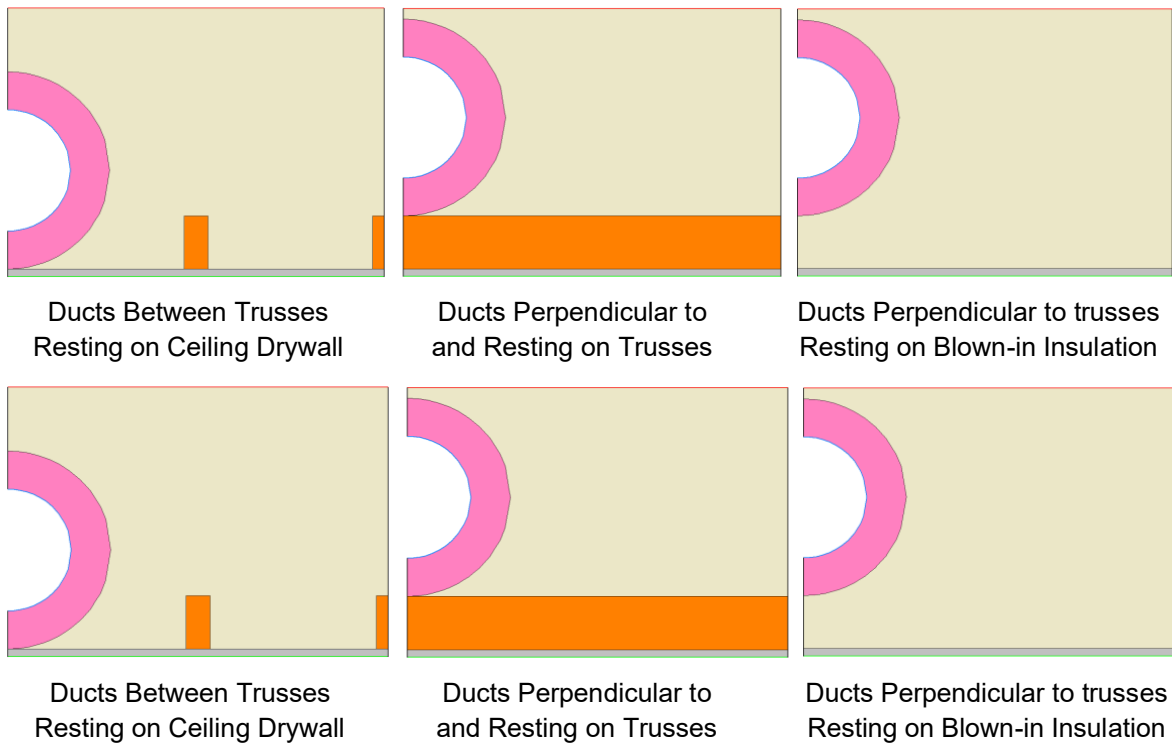 Ducts Between Trusses
Resting on Ceiling Drywall
Ducts Perpendicular to
and Resting on Trusses
Ducts Perpendicular to trusses
Resting on Blown-in Insulation
Ducts Between Trusses
Resting on Ceiling Drywall
Ducts Perpendicular to
and Resting on Trusses
Ducts Perpendicular to trusses
Resting on Blown-in Insulation